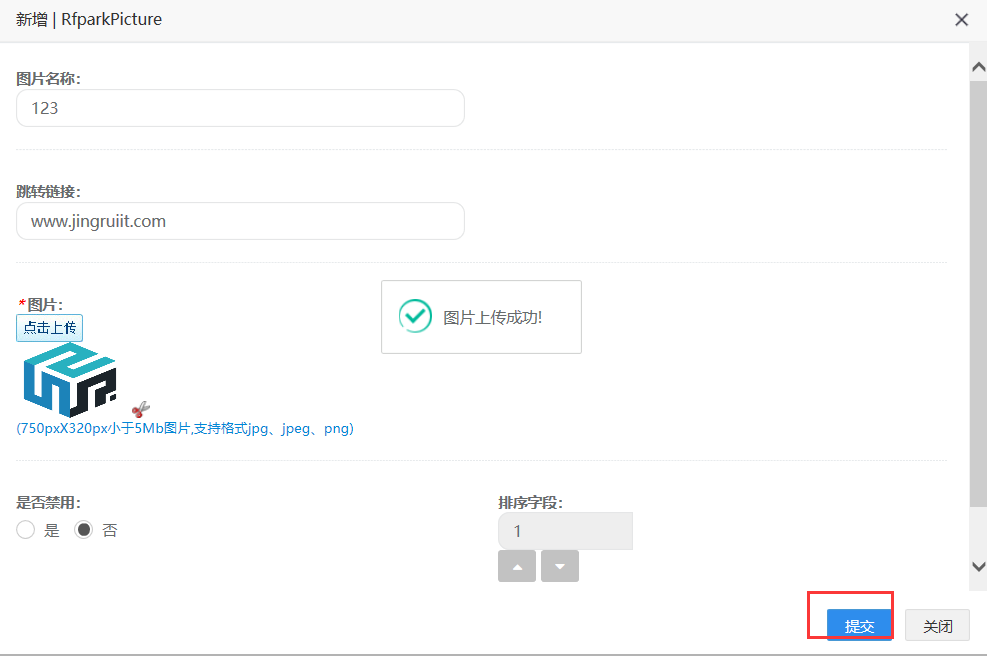 新增 | RfparkPicture
图片名称:
123
跳转链接:
www.jingruiit.com
*图片:
点击上传
图片上传成功!
(750pxX320px小于5Mb图片,支持格式jpg、jpeg、png)
是否禁用:
是 否
排序字段:
1
提交 关闭